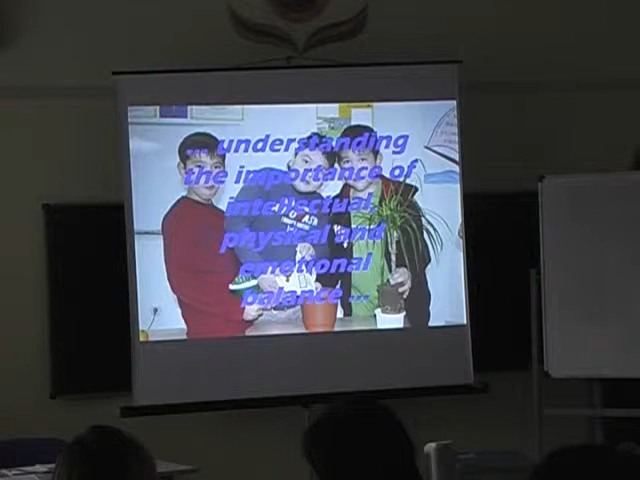 ... understanding
the importance of
intellectual,
physical and
emotional
balance ...